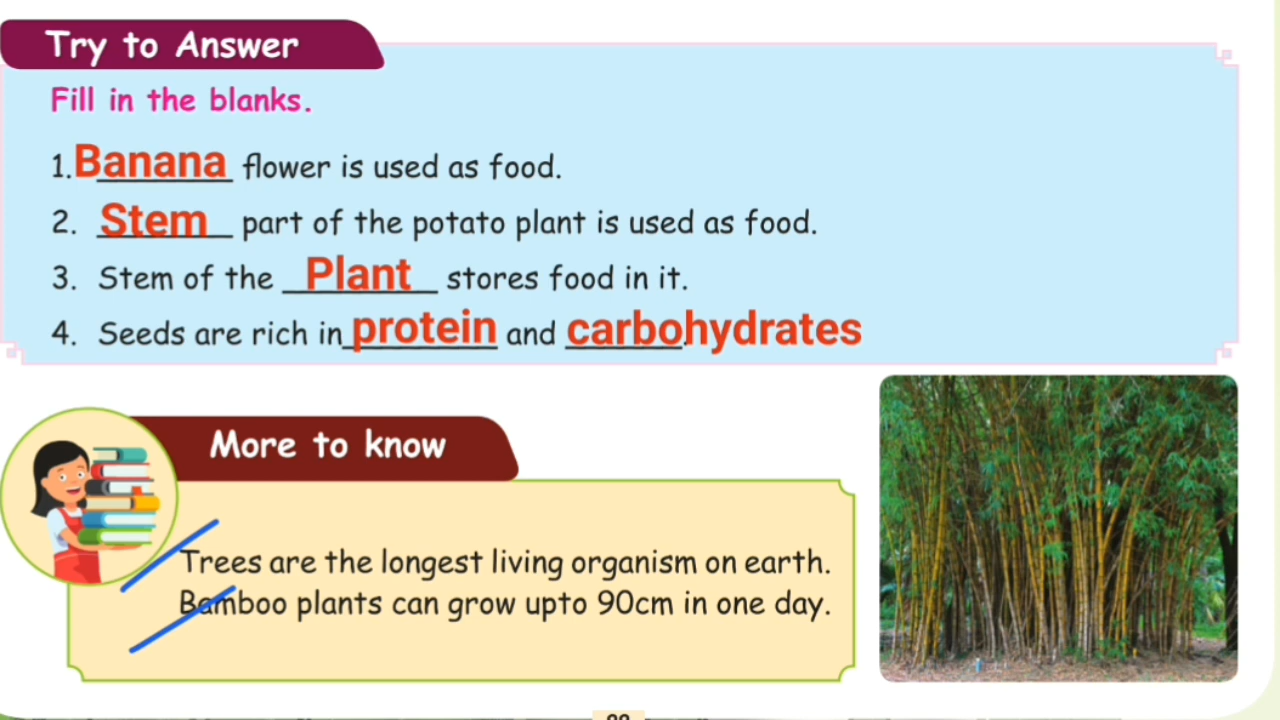 Try to Answer
Fill in the blanks.
1. Banana flower is used as food.
2. Stem part of the potato plant is used as food.
3. Stem of the Plant stores food in it.
4. Seeds are rich in protein and carbohydrates
More to know
Trees are the longest living organism on earth.
Bamboo plants can grow upto 90cm in one day.